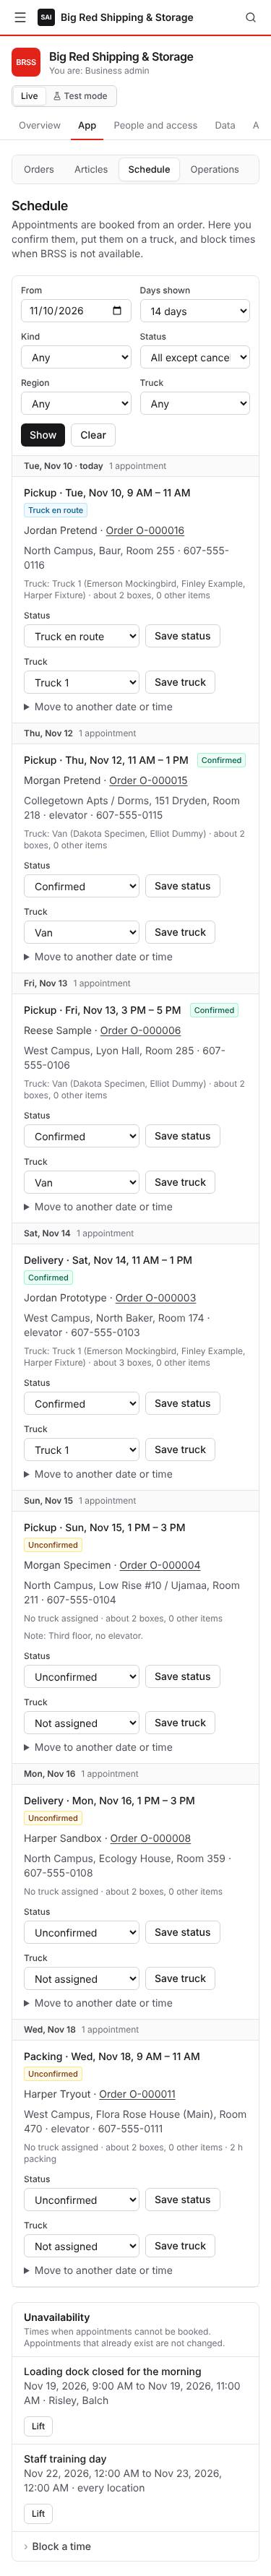 SAI Big Red Shipping & Storage
BRSS
Big Red Shipping & Storage
You are: Business admin
Live Test mode
Overview App People and access Data A
Orders Articles Schedule Operations
Schedule
Appointments are booked from an order. Here you
confirm them, put them on a truck, and block times
when BRSS is not available.
From Days shown
11/10/2026 14 days
Kind Status
Any All except cancel
Region Truck
Any Any
Show Clear
Tue, Nov 10 · today 1 appointment
Pickup · Tue, Nov 10, 9 AM – 11 AM
Truck en route
Jordan Pretend · Order O-000016
North Campus, Baur, Room 255 · 607-555-
0116
Truck: Truck 1 (Emerson Mockingbird, Finley Example,
Harper Fixture) · about 2 boxes, 0 other items
Status
Truck en route Save status
Truck
Truck 1 Save truck
Move to another date or time
Thu, Nov 12 1 appointment
Pickup · Thu, Nov 12, 11 AM – 1 PM Confirmed
Morgan Pretend · Order O-000015
Collegetown Apts / Dorms, 151 Dryden, Room
218 · elevator · 607-555-0115
Truck: Van (Dakota Specimen, Elliot Dummy) · about 2
boxes, 0 other items
Status
Confirmed Save status
Truck
Van Save truck
Move to another date or time
Fri, Nov 13 1 appointment
Pickup · Fri, Nov 13, 3 PM – 5 PM Confirmed
Reese Sample · Order O-000006
West Campus, Lyon Hall, Room 285 · 607-
555-0106
Truck: Van (Dakota Specimen, Elliot Dummy) · about 2
boxes, 0 other items
Status
Confirmed Save status
Truck
Van Save truck
Move to another date or time
Sat, Nov 14 1 appointment
Delivery · Sat, Nov 14, 11 AM – 1 PM
Confirmed
Jordan Prototype · Order O-000003
West Campus, North Baker, Room 174 ·
elevator · 607-555-0103
Truck: Truck 1 (Emerson Mockingbird, Finley Example,
Harper Fixture) · about 3 boxes, 0 other items
Status
Confirmed Save status
Truck
Truck 1 Save truck
Move to another date or time
Sun, Nov 15 1 appointment
Pickup · Sun, Nov 15, 1 PM – 3 PM
Unconfirmed
Morgan Specimen · Order O-000004
North Campus, Low Rise #10 / Ujamaa, Room
211 · 607-555-0104
No truck assigned · about 2 boxes, 0 other items
Note: Third floor, no elevator.
Status
Unconfirmed Save status
Truck
Not assigned Save truck
Move to another date or time
Mon, Nov 16 1 appointment
Delivery · Mon, Nov 16, 1 PM – 3 PM
Unconfirmed
Harper Sandbox · Order O-000008
North Campus, Ecology House, Room 359 ·
607-555-0108
No truck assigned · about 2 boxes, 0 other items
Status
Unconfirmed Save status
Truck
Not assigned Save truck
Move to another date or time
Wed, Nov 18 1 appointment
Packing · Wed, Nov 18, 9 AM – 11 AM
Unconfirmed
Harper Tryout · Order O-000011
West Campus, Flora Rose House (Main), Room
470 · elevator · 607-555-0111
No truck assigned · about 2 boxes, 0 other items · 2 h
packing
Status
Unconfirmed Save status
Truck
Not assigned Save truck
Move to another date or time
Unavailability
Times when appointments cannot be booked.
Appointments that already exist are not changed.
Loading dock closed for the morning
Nov 19, 2026, 9:00 AM to Nov 19, 2026, 11:00
AM · Risley, Balch
Lift
Staff training day
Nov 22, 2026, 12:00 AM to Nov 23, 2026,
12:00 AM · every location
Lift
Block a time